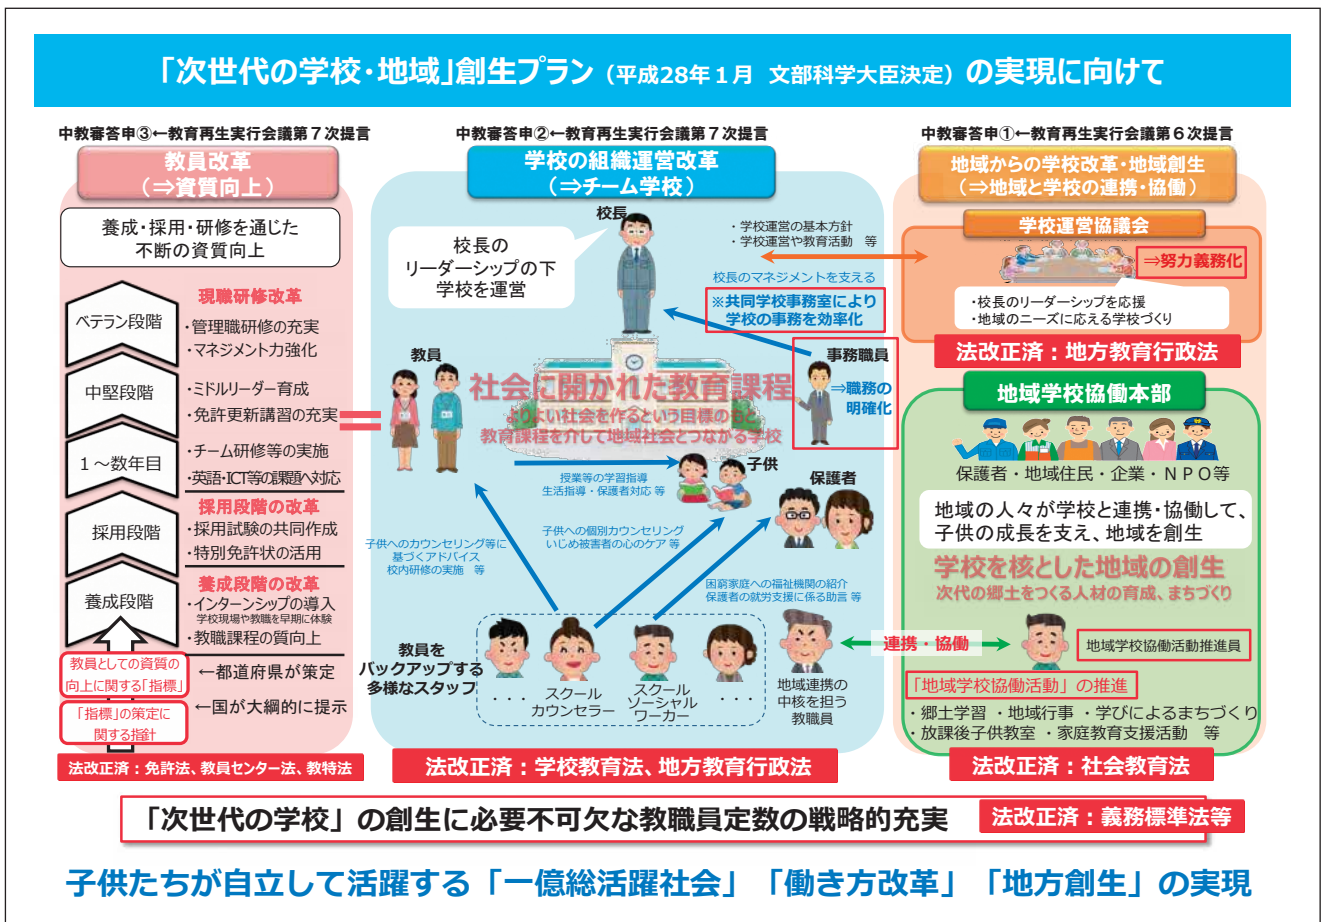 「次世代の学校・地域」創生プラン（平成28年１月　文部科学大臣決定）の実現に向けて
中教審答申③←教育再生実行会議第７次提言
教員改革
（⇒資質向上）
養成・採用・研修を通じた
不断の資質向上
ベテラン段階
中堅段階
１～数年目
採用段階
養成段階
現職研修改革
・管理職研修の充実
・マネジメント力強化
・ミドルリーダー育成
・免許更新講習の充実
・チーム研修等の実施
・英語・ICT等の課題へ対応
採用段階の改革
・採用試験の共同作成
・特別免許状の活用
養成段階の改革
・インターンシップの導入
学校現場や教職を早期に体験
・教職課程の質向上
教員としての資質の
向上に関する「指標」
←都道府県が策定
「指標」の策定に
関する指針
←国が大綱的に提示
法改正済：免許法、教員センター法、教特法
中教審答申②←教育再生実行会議第７次提言
学校の組織運営改革
（⇒チーム学校）
校長
校長の
リーダーシップの下
学校を運営
・学校運営の基本方針
・学校運営や教育活動　等
校長のマネジメントを支える
※共同学校事務室により
学校の事務を効率化
教員
事務職員
⇒職務の
明確化
社会に開かれた教育課程
よりよい社会を作るという目標のもと、
教育課程を介して地域社会とつながる学校
授業等の学習指導
生活指導・保護者対応 等
子供
保護者
子供へのカウンセリング等に
基づくアドバイス
校内研修の実施　等
子供への個別カウンセリング
いじめ被害者の心のケア 等
困窮家庭への福祉機関の紹介
保護者の就労支援に係る助言 等
教員を
バックアップする
多様なスタッフ
・・・
スクール
カウンセラー
スクール
ソーシャル
ワーカー
・・・
地域連携の
中核を担う
教職員
法改正済：学校教育法、地方教育行政法
連携・協働
中教審答申①←教育再生実行会議第６次提言
地域からの学校改革・地域創生
（⇒地域と学校の連携・協働）
学校運営協議会
⇒努力義務化
・校長のリーダーシップを応援
・地域のニーズに応える学校づくり
法改正済：地方教育行政法
地域学校協働本部
保護者・地域住民・企業・ＮＰＯ等
地域の人々が学校と連携・協働して、
子供の成長を支え、地域を創生
学校を核とした地域の創生
次代の郷土をつくる人材の育成、まちづくり
地域学校協働活動推進員
「地域学校協働活動」の推進
・郷土学習 ・地域行事 ・学びによるまちづくり
・放課後子供教室 ・家庭教育支援活動　等
法改正済：社会教育法
「次世代の学校」の創生に必要不可欠な教職員定数の戦略的充実
法改正済：義務標準法等
子供たちが自立して活躍する「一億総活躍社会」「働き方改革」「地方創生」の実現